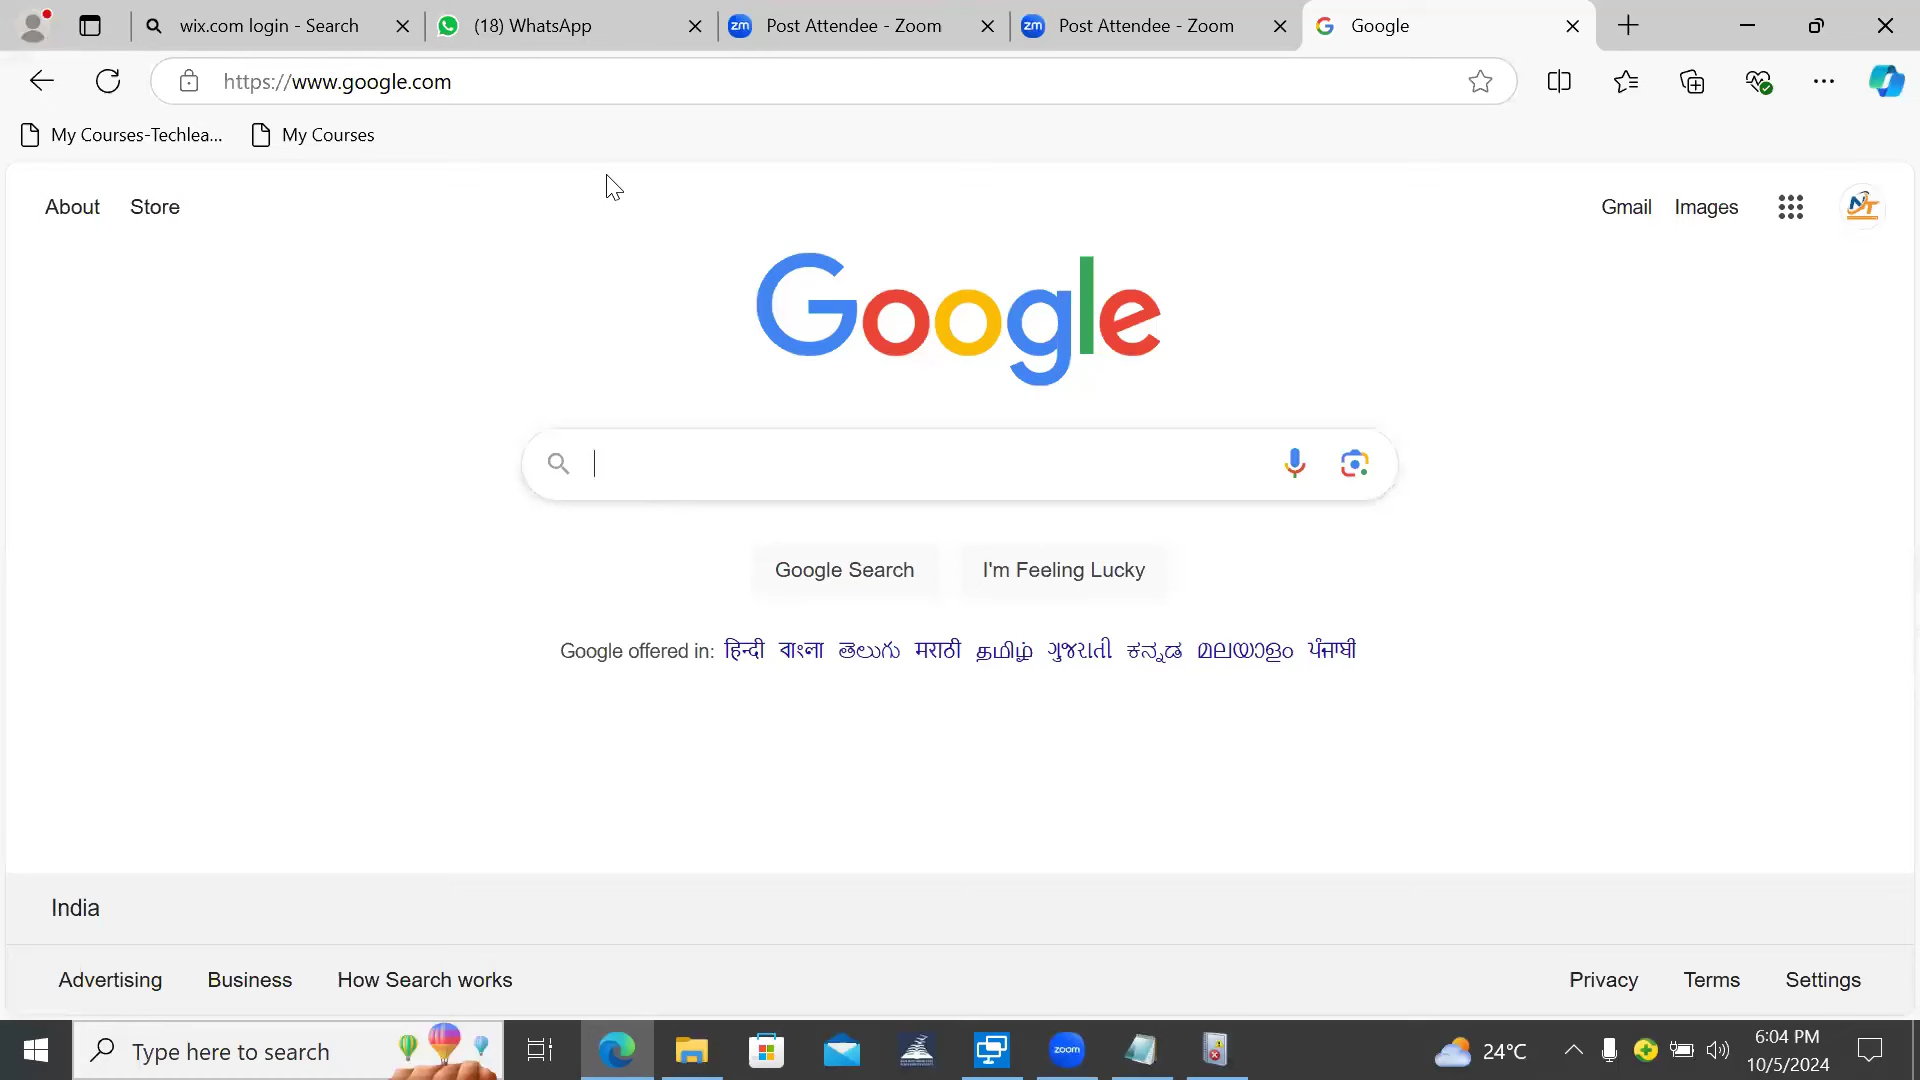 wix.com login - Search
(18) WhatsApp
zm Post Attendee - Zoom
zm Post Attendee - Zoom
Google
https://www.google.com
My Courses-Techlea...
My Courses
About Store
Gmail Images
Google
Google Search
I'm Feeling Lucky
Google offered in: हिन्दी বাংলা తెలుగు मराठी தமிழ் ગુજરાતી ಕನ್ನಡ മലയാളം ਪੰਜਾਬੀ
India
Advertising Business How Search works
Privacy Terms Settings
Type here to search
zoom
24°C
6:04 PM
10/5/2024